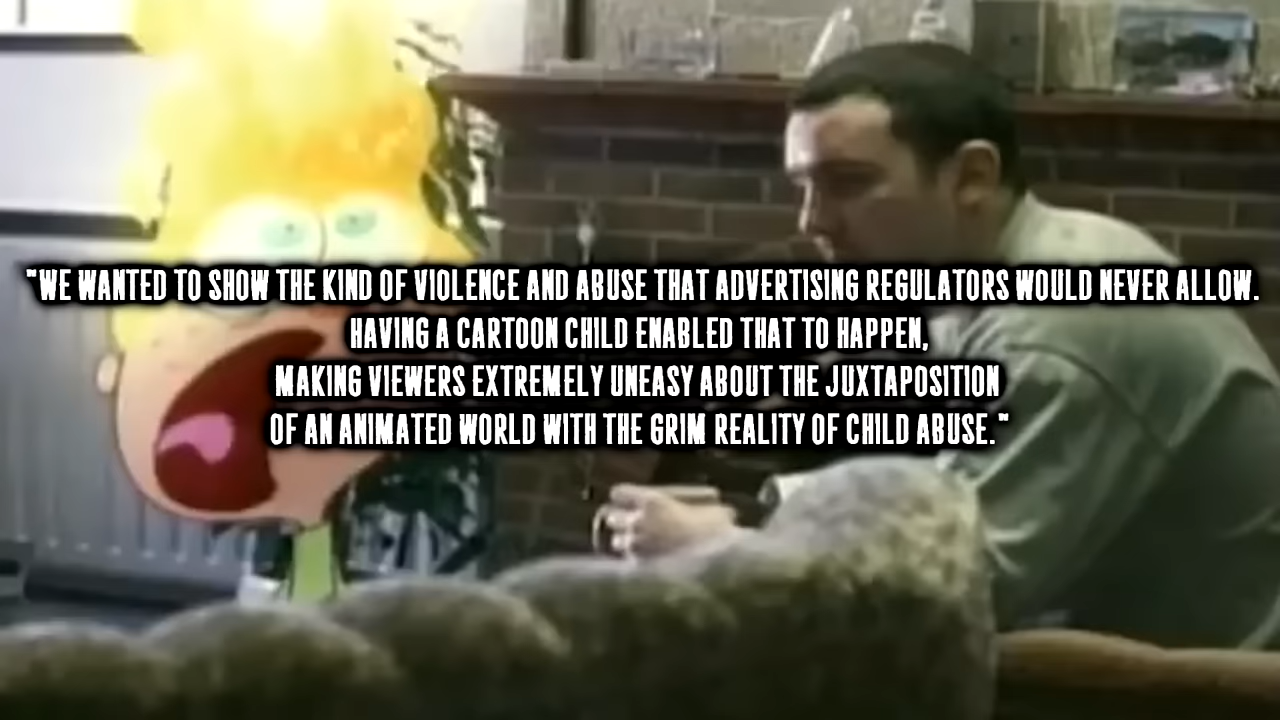 "WE WANTED TO SHOW THE KIND OF VIOLENCE AND ABUSE THAT ADVERTISING REGULATORS WOULD NEVER ALLOW.
HAVING A CARTOON CHILD ENABLED THAT TO HAPPEN,
MAKING VIEWERS EXTREMELY UNEASY ABOUT THE JUXTAPOSITION
OF AN ANIMATED WORLD WITH THE GRIM REALITY OF CHILD ABUSE."